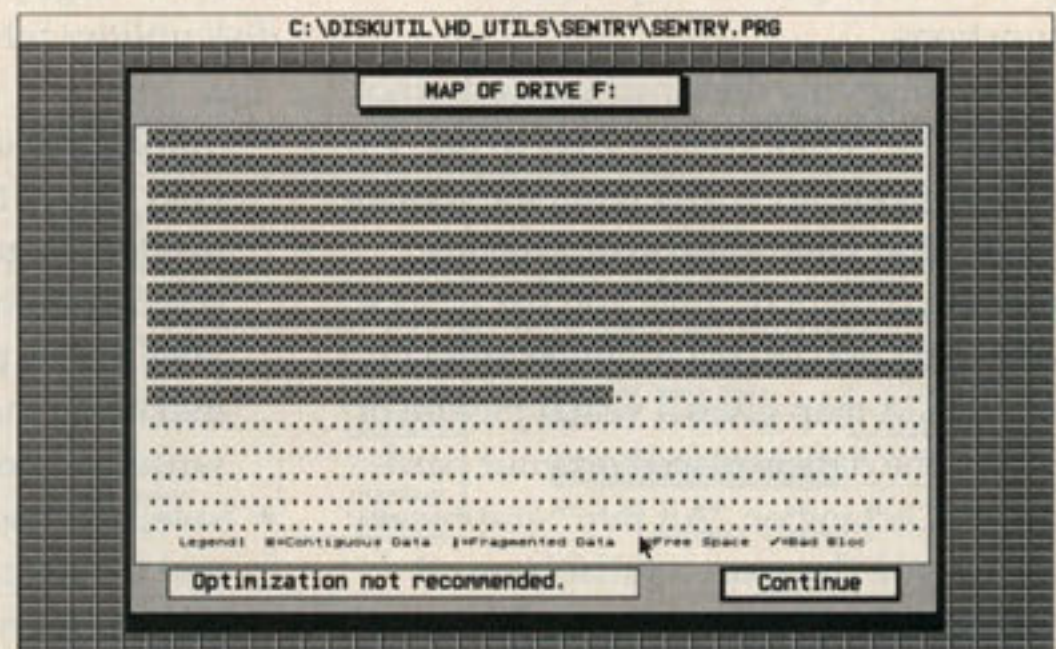 C:\DISKUTIL\HD_UTILS\SENTRY\SENTRY.PRG
MAP OF DRIVE F:
Legend: =Contiguous Data =Fragmented Data =Free Space ✓=Bad Bloc
Optimization not recommended.
Continue